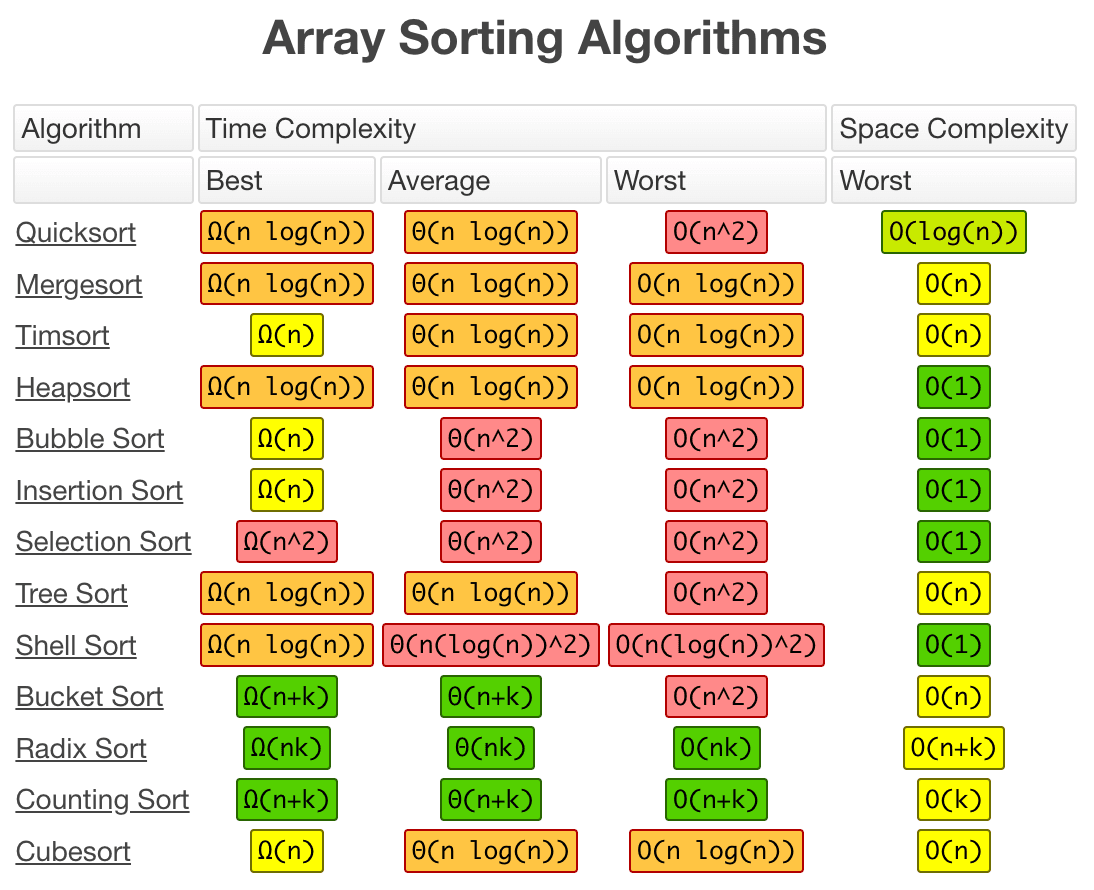 Array Sorting Algorithms
Algorithm Time Complexity Space Complexity
Best Average Worst Worst
Quicksort Ω(n log(n)) Θ(n log(n)) O(n^2) O(log(n))
Mergesort Ω(n log(n)) Θ(n log(n)) O(n log(n)) O(n)
Timsort Ω(n) Θ(n log(n)) O(n log(n)) O(n)
Heapsort Ω(n log(n)) Θ(n log(n)) O(n log(n)) O(1)
Bubble Sort Ω(n) Θ(n^2) O(n^2) O(1)
Insertion Sort Ω(n) Θ(n^2) O(n^2) O(1)
Selection Sort Ω(n^2) Θ(n^2) O(n^2) O(1)
Tree Sort Ω(n log(n)) Θ(n log(n)) O(n^2) O(n)
Shell Sort Ω(n log(n)) Θ(n(log(n))^2) O(n(log(n))^2) O(1)
Bucket Sort Ω(n+k) Θ(n+k) O(n^2) O(n)
Radix Sort Ω(nk) Θ(nk) O(nk) O(n+k)
Counting Sort Ω(n+k) Θ(n+k) O(n+k) O(k)
Cubesort Ω(n) Θ(n log(n)) O(n log(n)) O(n)